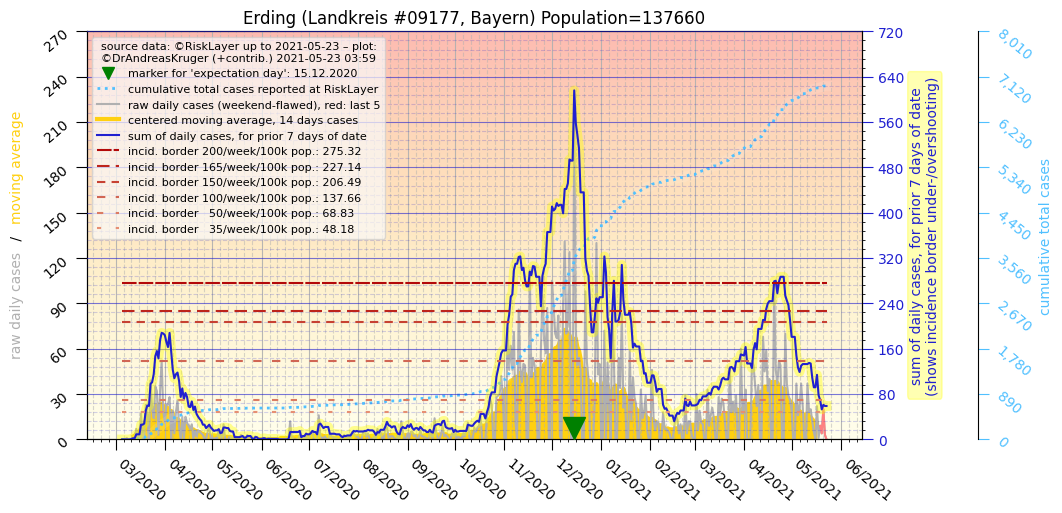 Erding (Landkreis #09177, Bayern) Population=137660
source data: ©RiskLayer up to 2021-05-23 – plot:
©DrAndreasKruger (+contrib.) 2021-05-23 03:59
marker for 'expectation day': 15.12.2020
cumulative total cases reported at RiskLayer
raw daily cases (weekend-flawed), red: last 5
centered moving average, 14 days cases
sum of daily cases, for prior 7 days of date
incid. border 200/week/100k pop.: 275.32
incid. border 165/week/100k pop.: 227.14
incid. border 150/week/100k pop.: 206.49
incid. border 100/week/100k pop.: 137.66
incid. border 50/week/100k pop.: 68.83
incid. border 35/week/100k pop.: 48.18
raw daily cases / moving average
270
240
210
180
150
120
90
60
30
0
03/2020
04/2020
05/2020
06/2020
07/2020
08/2020
09/2020
10/2020
11/2020
12/2020
01/2021
02/2021
03/2021
04/2021
05/2021
06/2021
720
640
560
480
400
320
240
160
80
0
sum of daily cases, for prior 7 days of date
(shows incidence border under-/overshooting)
8,010
7,120
6,230
5,340
4,450
3,560
2,670
1,780
890
0
cumulative total cases